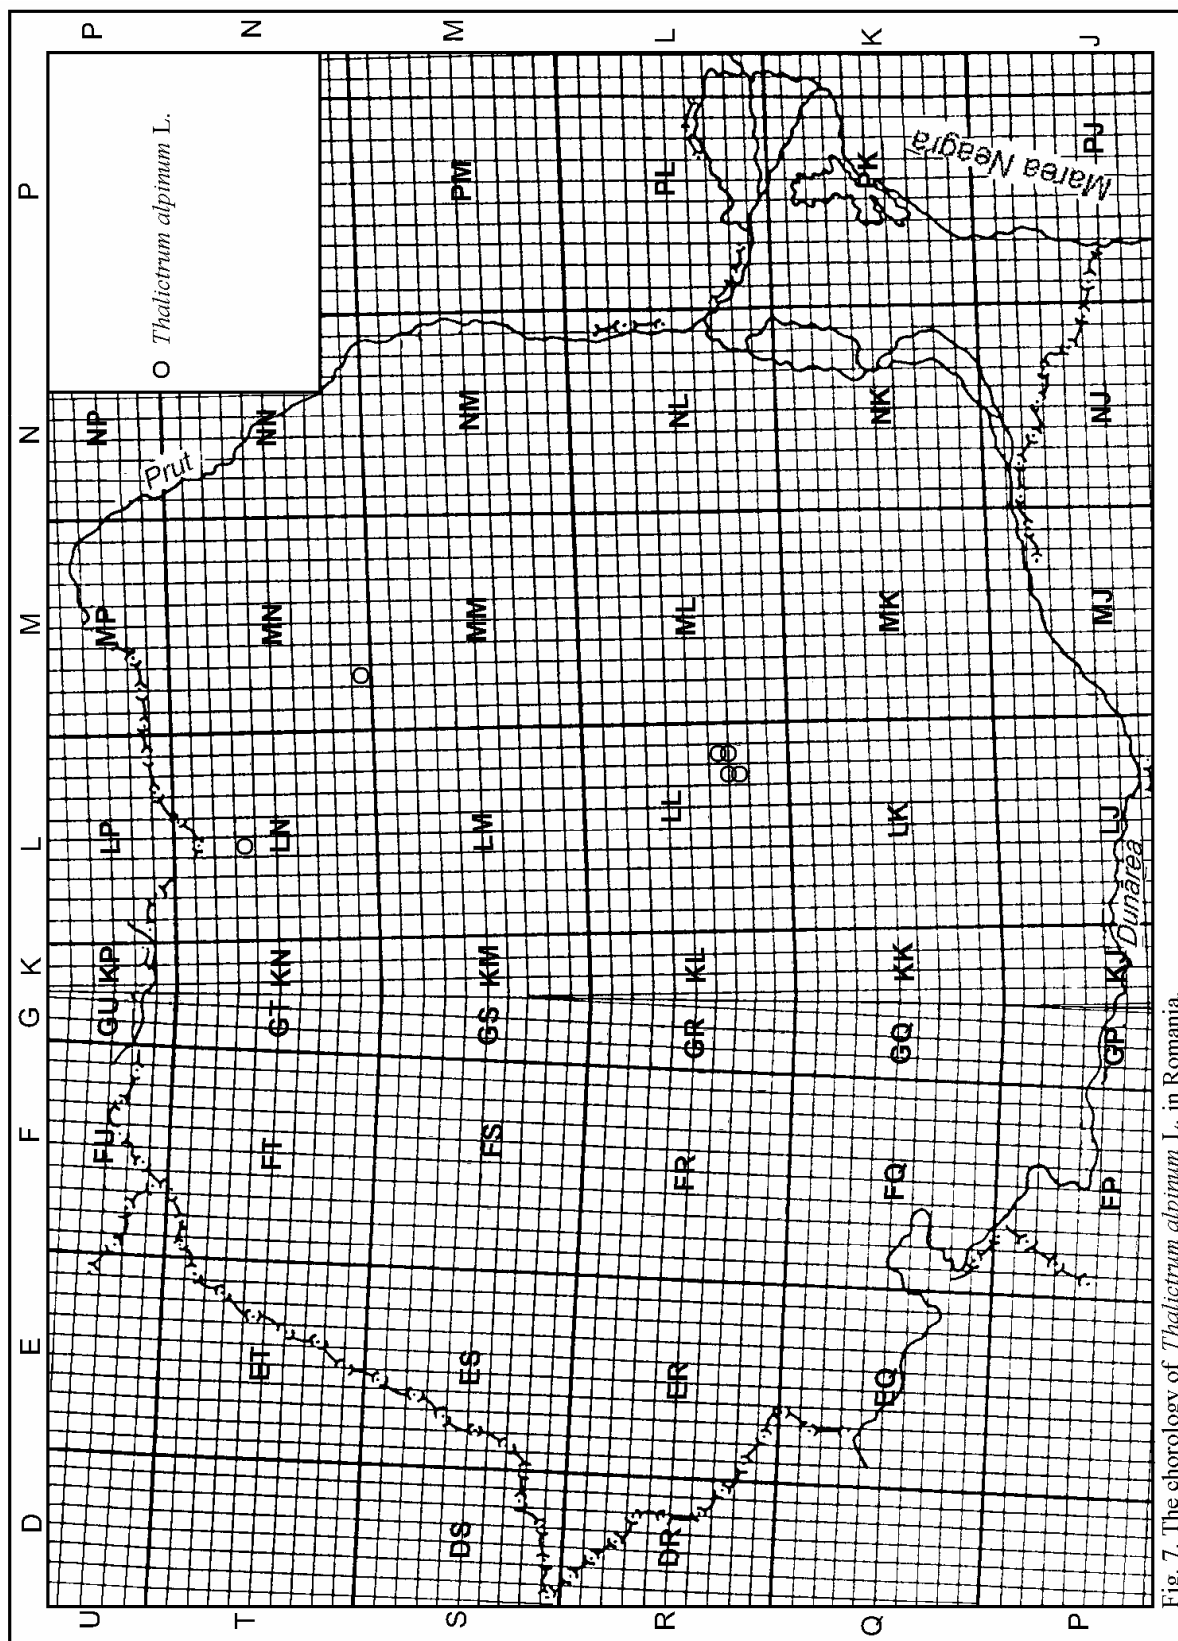 P N M L K J
D E F G K L M N P
U T S R Q P
○ Thalictrum alpinum L.
FU GU KP LP MP NP
ET FT GT KN LN MN NN
DS ES FS GS KM LM MM NM PM
DR ER FR GR KL LL ML NL PL
EQ FQ GQ KK LK MK NK PK
GP KJ LJ MJ NJ PJ
Prut
Marea Neagră
Dunărea
Fig. 7. The chorology of Thalictrum alpinum L. in Romania.